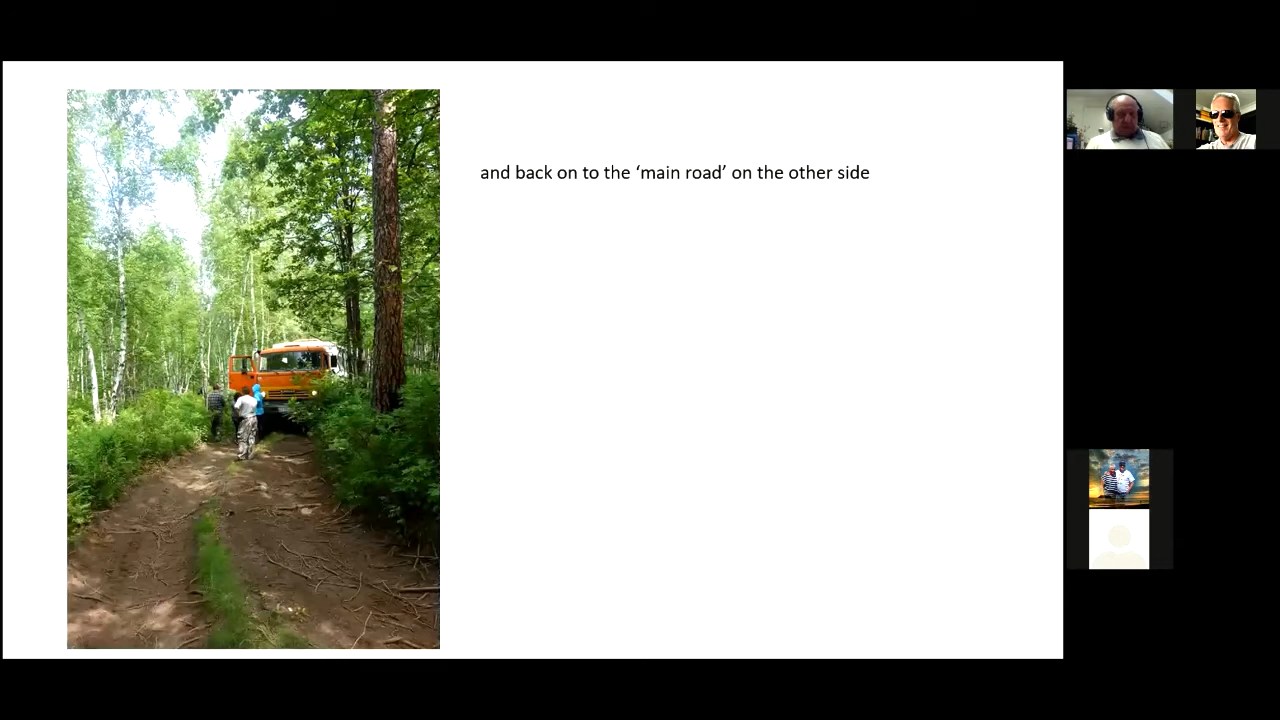 and back on to the ‘main road’ on the other side